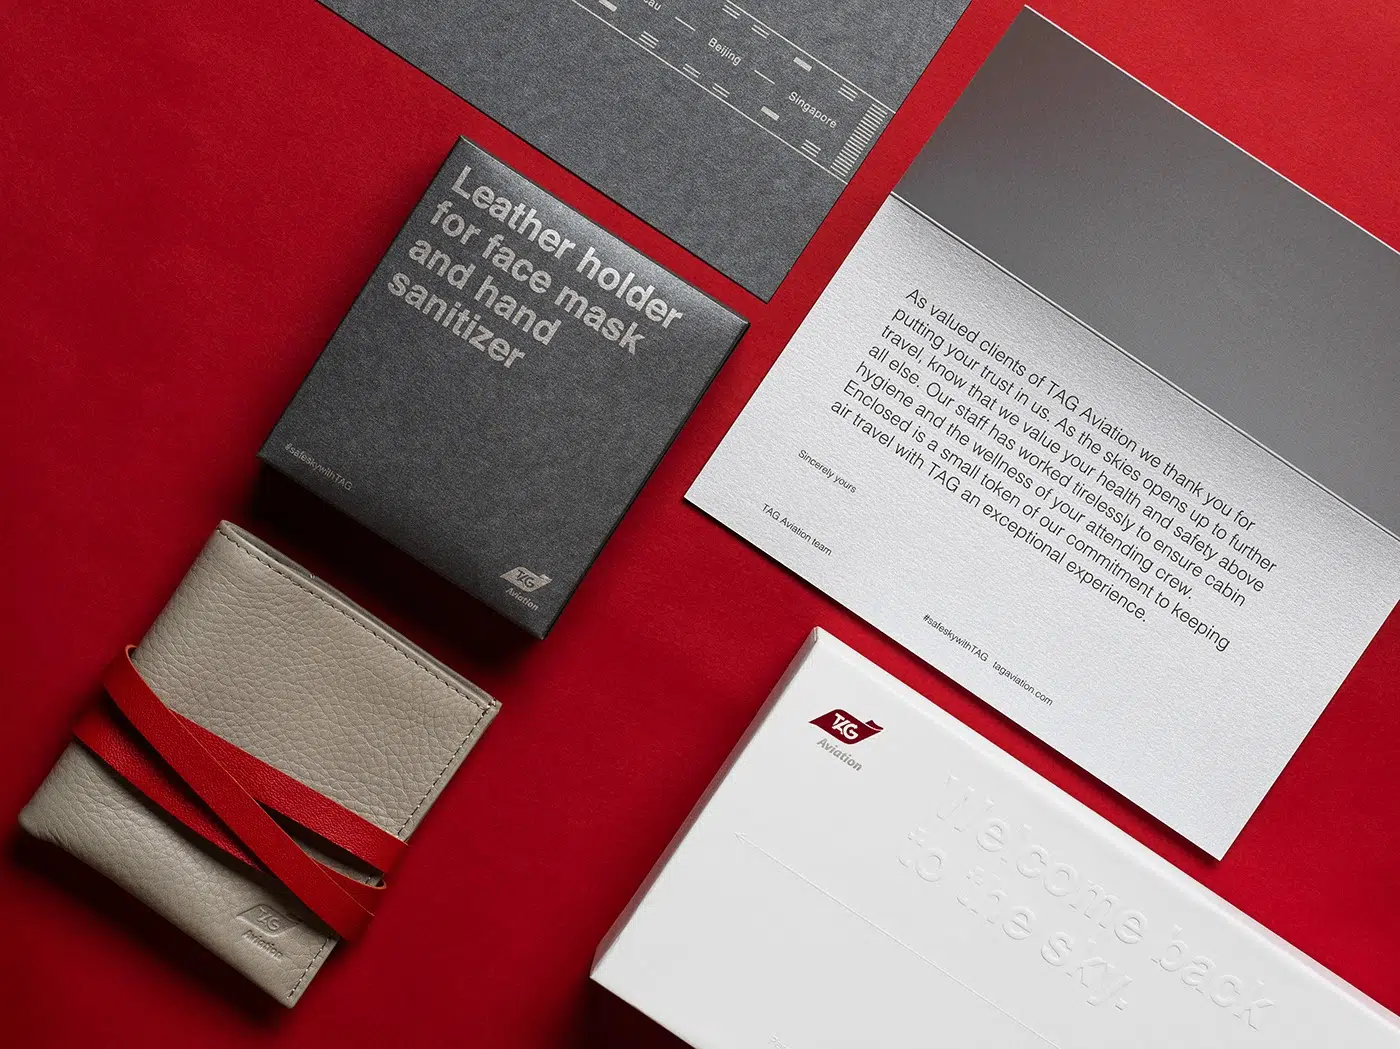 Beijing
Singapore
Leather holder
for face mask
and hand
sanitizer
#safeskywithTAG
TAG
Aviation
As valued clients of TAG Aviation we thank you for
putting your trust in us. As the skies opens up to further
travel, know that we value your health and safety above
all else. Our staff has worked tirelessly to ensure cabin
hygiene and the wellness of your attending crew.
Enclosed is a small token of our commitment to keeping
air travel with TAG an exceptional experience.
Sincerely yours
TAG Aviation team
#safeskywithTAG tagaviation.com
TAG
Aviation
TAG
Aviation
Welcome back
to the sky.